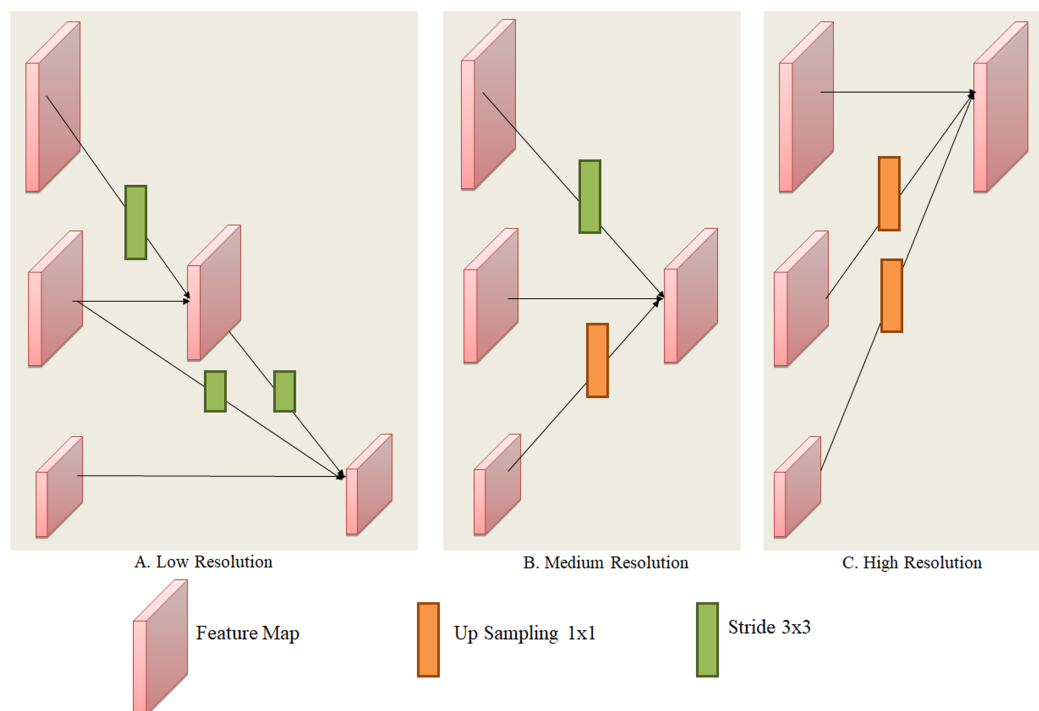 A. Low Resolution
B. Medium Resolution
C. High Resolution
Feature Map
Up Sampling 1x1
Stride 3x3